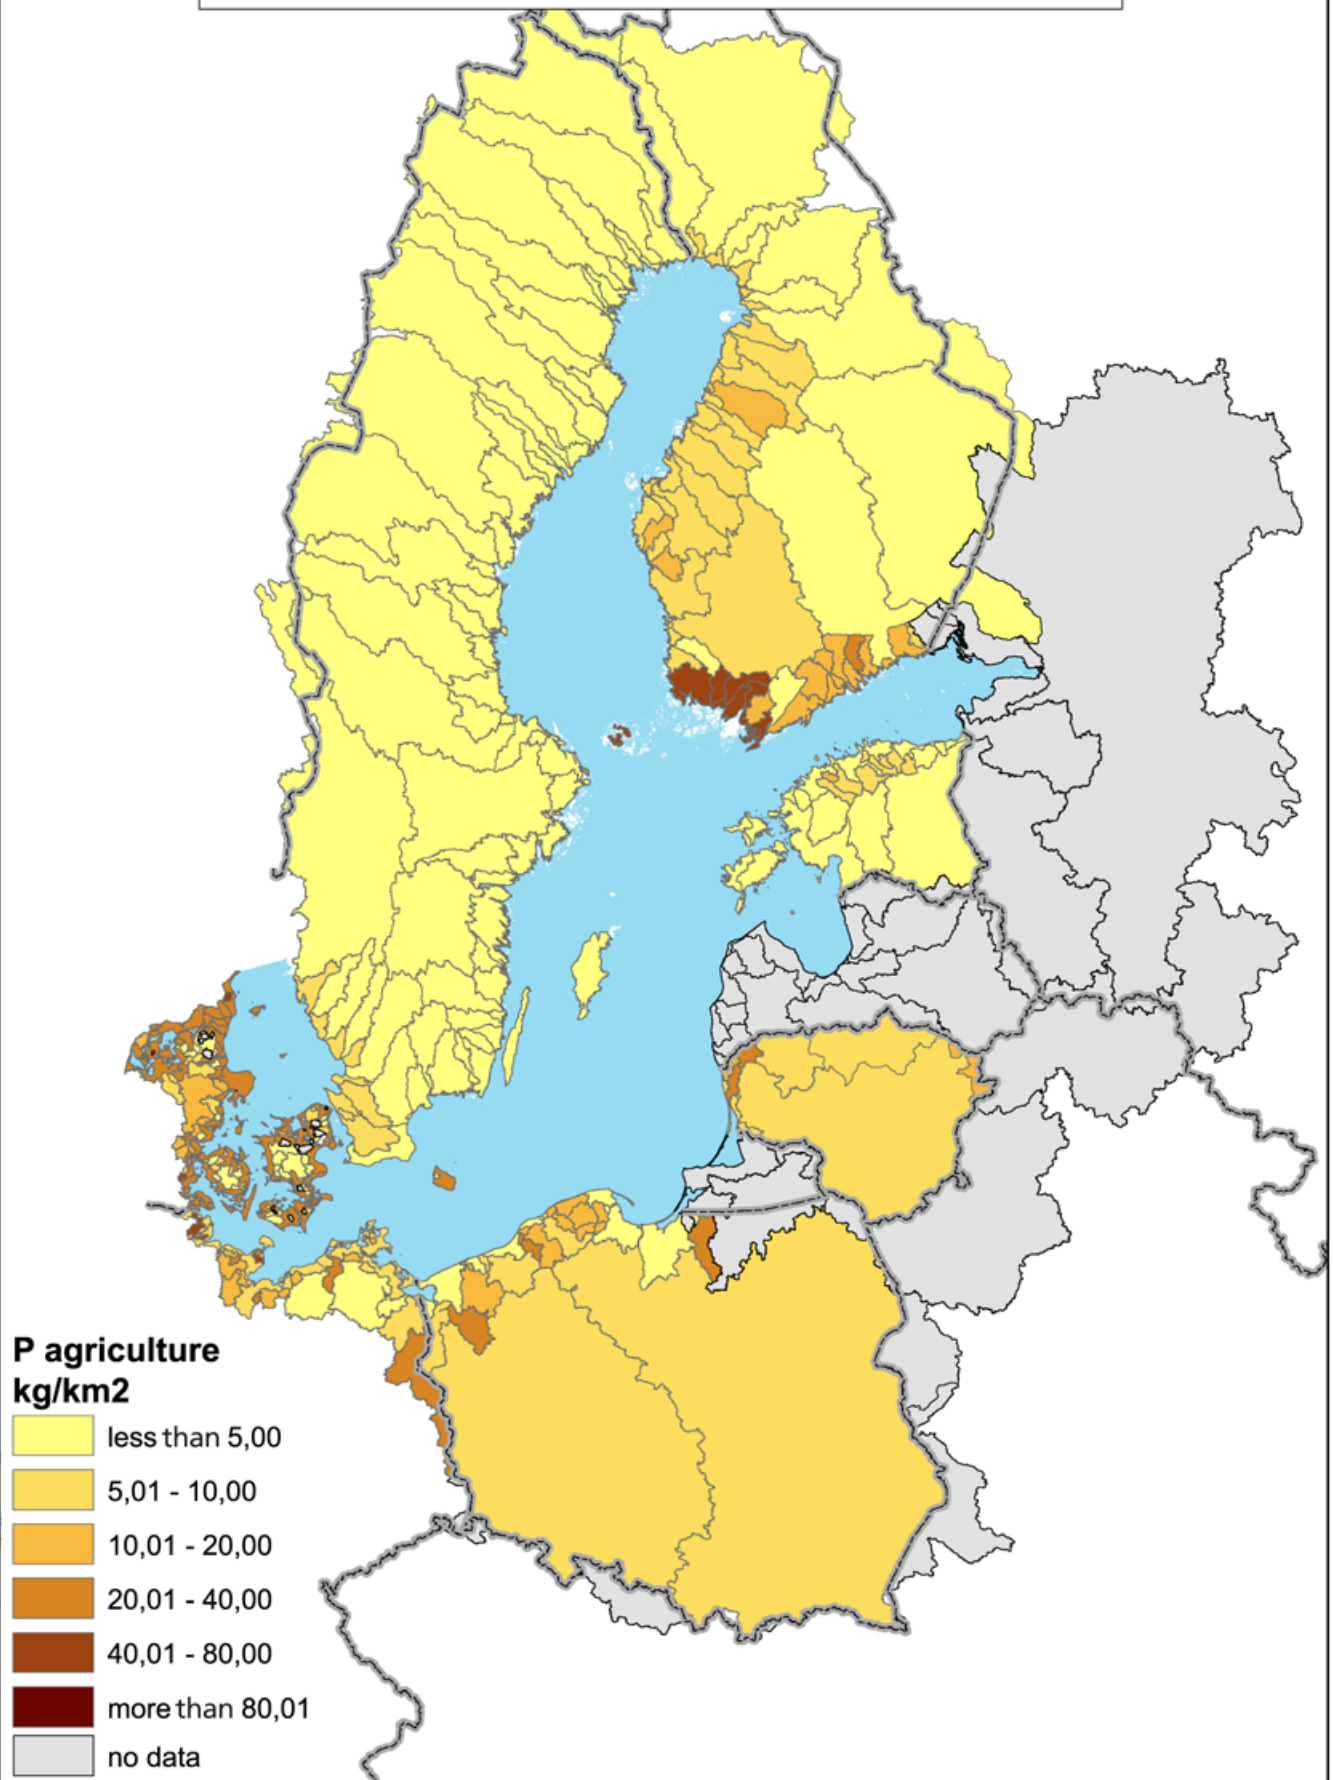 P agriculture
kg/km2
less than 5,00
5,01 - 10,00
10,01 - 20,00
20,01 - 40,00
40,01 - 80,00
more than 80,01
no data